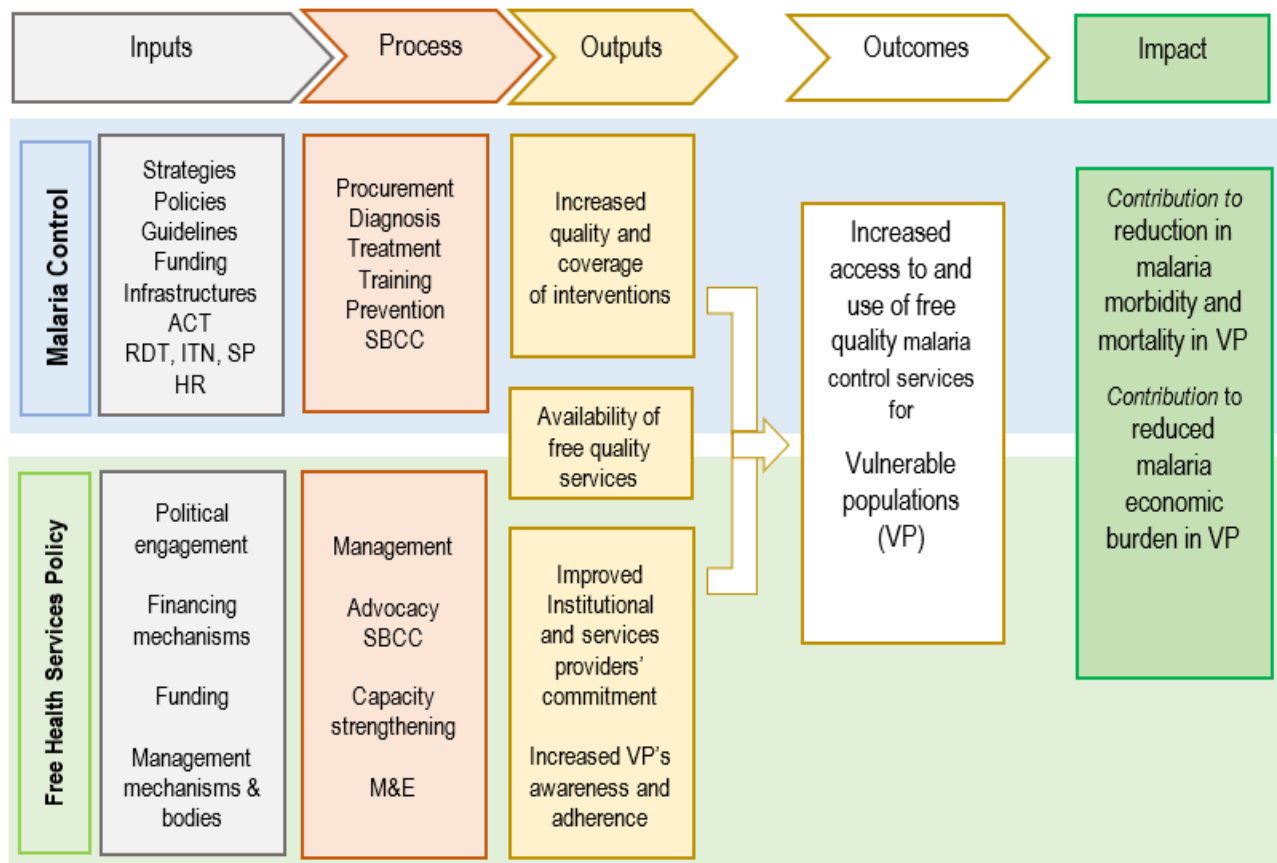 Inputs
Process
Outputs
Outcomes
Impact
Malaria Control
Strategies
Policies
Guidelines
Funding
Infrastructures
ACT
RDT, ITN, SP
HR
Procurement
Diagnosis
Treatment
Training
Prevention
SBCC
Increased
quality and
coverage
of interventions
Availability of
free quality
services
Free Health Services Policy
Political
engagement
Financing
mechanisms
Funding
Management
mechanisms &
bodies
Management
Advocacy
SBCC
Capacity
strengthening
M&E
Improved
Institutional
and services
providers'
commitment
Increased VP's
awareness and
adherence
Increased
access to and
use of free
quality malaria
control services
for
Vulnerable
populations
(VP)
Contribution to
reduction in
malaria
morbidity and
mortality in VP
Contribution to
reduced
malaria
economic
burden in VP